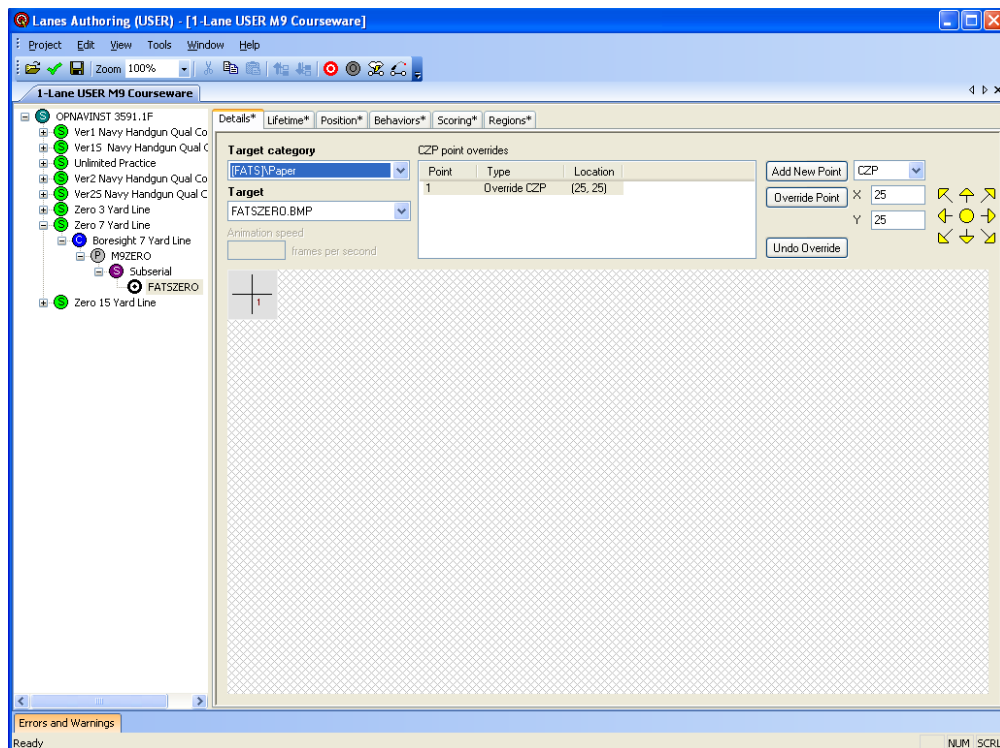 Lanes Authoring (USER) - [1-Lane USER M9 Courseware]
Project Edit View Tools Window Help
Zoom 100%
1-Lane USER M9 Courseware
OPNAVINST 3591.1F
Ver1 Navy Handgun Qual Co
Ver1S Navy Handgun Qual C
Unlimited Practice
Ver2 Navy Handgun Qual Co
Ver2S Navy Handgun Qual C
Zero 3 Yard Line
Zero 7 Yard Line
Boresight 7 Yard Line
M9ZERO
Subserial
FATSZERO
Zero 15 Yard Line
Details* Lifetime* Position* Behaviors* Scoring* Regions*
Target category
[FATS]\Paper
Target
FATSZERO.BMP
Animation speed
frames per second
CZP point overrides
Point Type Location
1 Override CZP (25, 25)
Add New Point CZP
Override Point X 25
Y 25
Undo Override
1
Errors and Warnings
Ready NUM SCRL